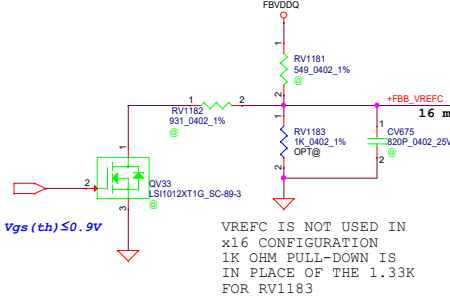 FBVDDQ
1
RV1181
549_0402_1%
@
2
+FBB_VREFC
16 m
1
2
RV1182
931_0402_1%
@
1
RV1183
1K_0402_1%
OPT@
2
1
CV675
820P_0402_25V
@
2
1
2
QV33
LSI1012XT1G_SC-89-3
@
3
Vgs(th)≤0.9V
VREFC IS NOT USED IN
x16 CONFIGURATION
1K OHM PULL-DOWN IS
IN PLACE OF THE 1.33K
FOR RV1183